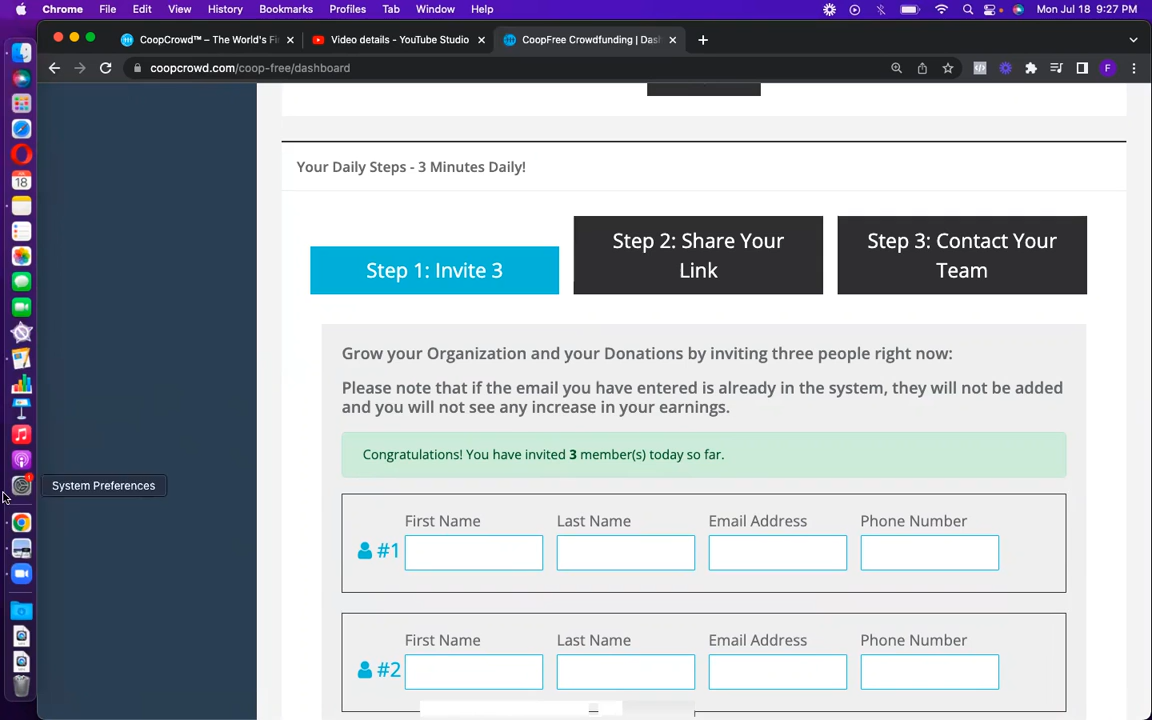 Chrome File Edit View History Bookmarks Profiles Tab Window Help Mon Jul 18 9:27 PM
CoopCrowd™ – The World's Fi
Video details - YouTube Studio
CoopFree Crowdfunding | Das
coopcrowd.com/coop-free/dashboard
F
18
Your Daily Steps - 3 Minutes Daily!
Step 1: Invite 3
Step 2: Share Your
Link
Step 3: Contact Your
Team
Grow your Organization and your Donations by inviting three people right now:
Please note that if the email you have entered is already in the system, they will not be added
and you will not see any increase in your earnings.
Congratulations! You have invited 3 member(s) today so far.
System Preferences
1
First Name Last Name Email Address Phone Number
#1
First Name Last Name Email Address Phone Number
#2